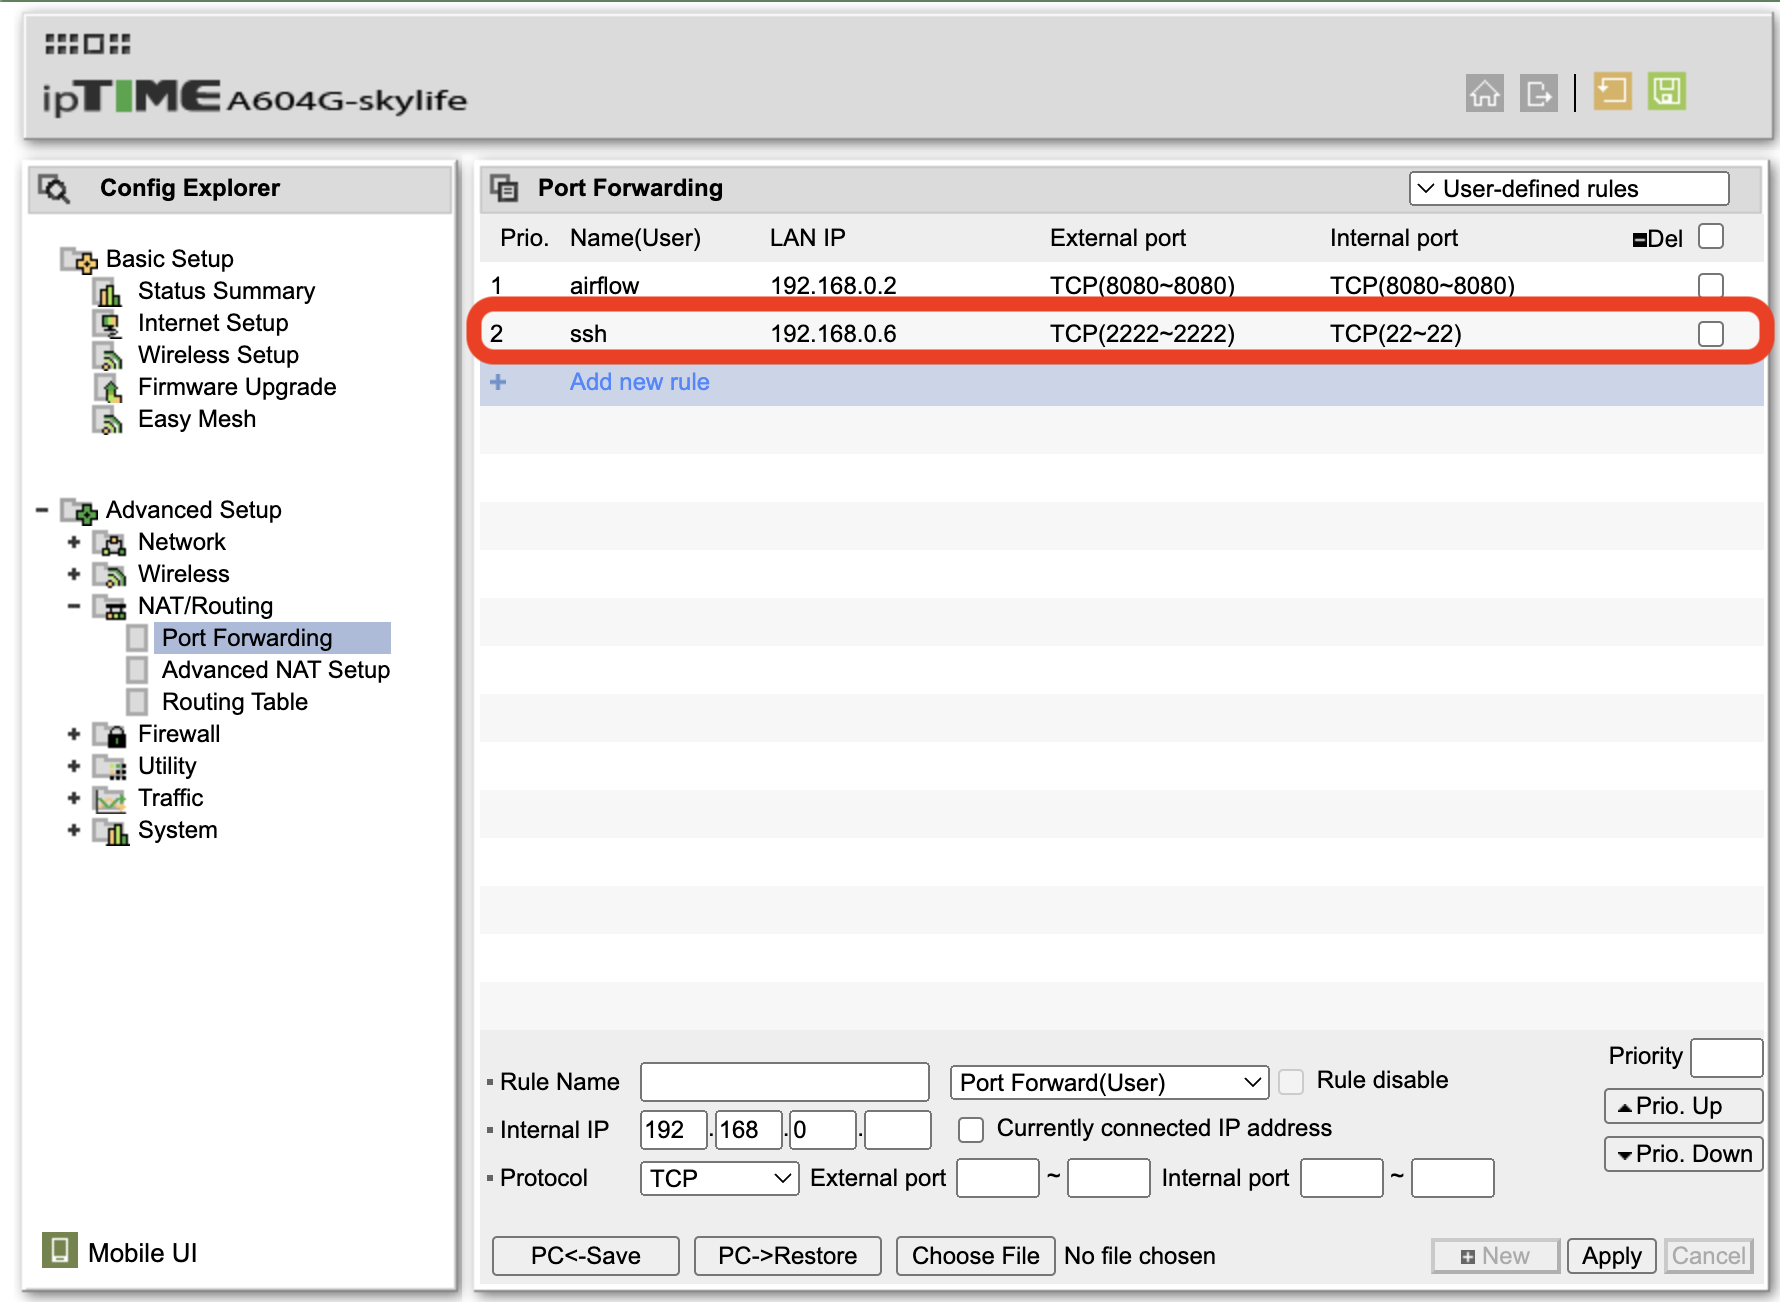 ipTIME A604G-skylife
Config Explorer
Basic Setup
Status Summary
Internet Setup
Wireless Setup
Firmware Upgrade
Easy Mesh
Advanced Setup
Network
Wireless
NAT/Routing
Port Forwarding
Advanced NAT Setup
Routing Table
Firewall
Utility
Traffic
System
Mobile UI
Port Forwarding User-defined rules
Prio. Name(User) LAN IP External port Internal port Del
1 airflow 192.168.0.2 TCP(8080~8080) TCP(8080~8080)
2 ssh 192.168.0.6 TCP(2222~2222) TCP(22~22)
+ Add new rule
Rule Name Port Forward(User) Rule disable
Internal IP 192 . 168 . 0 . Currently connected IP address
Protocol TCP External port ~ Internal port ~
Priority
Prio. Up
Prio. Down
PC<-Save PC->Restore Choose File No file chosen New Apply Cancel